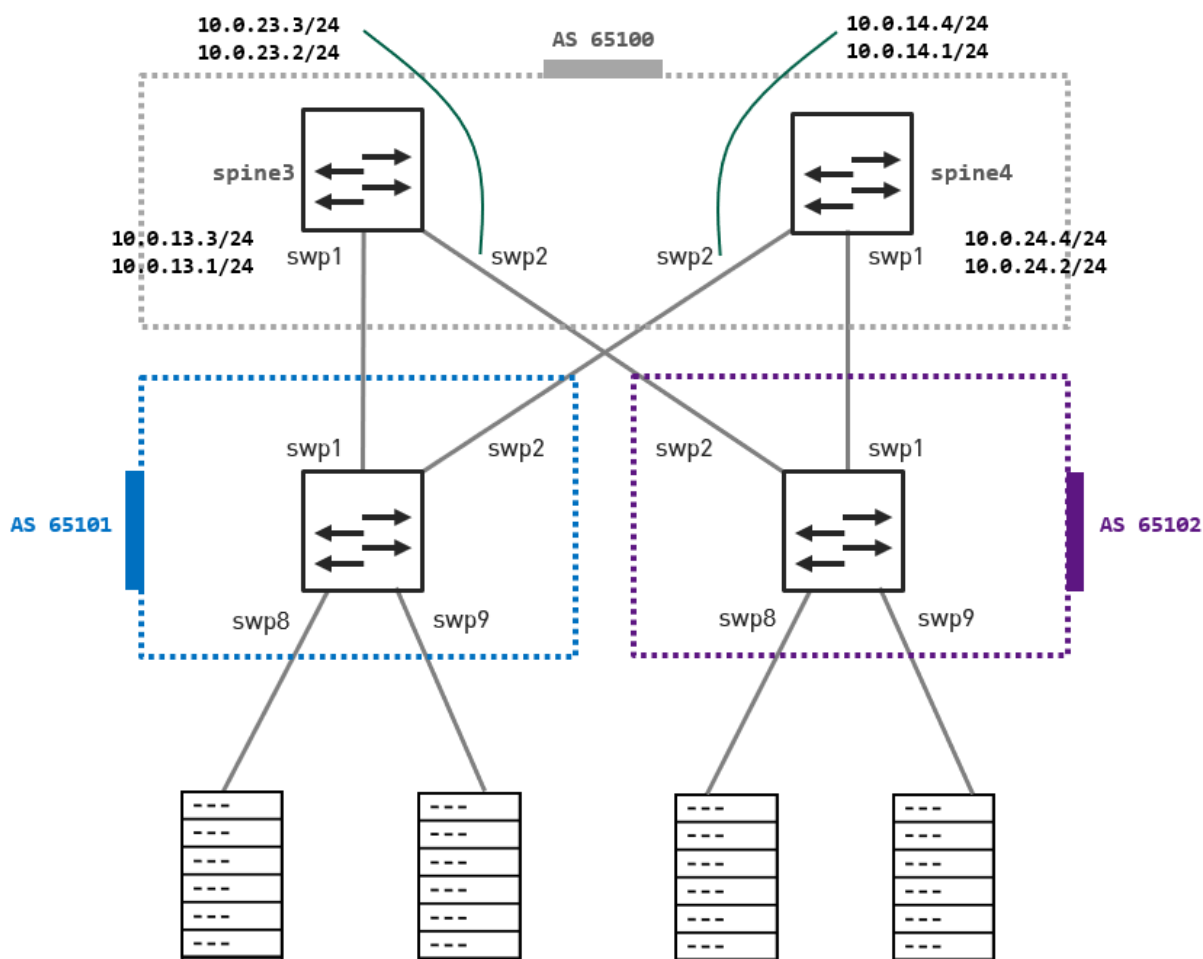 10.0.23.3/24
10.0.23.2/24
AS 65100
10.0.14.4/24
10.0.14.1/24
spine3
spine4
10.0.13.3/24
10.0.13.1/24
swp1
swp2
swp2
swp1
10.0.24.4/24
10.0.24.2/24
swp1
swp2
swp2
swp1
AS 65101
AS 65102
swp8
swp9
swp8
swp9